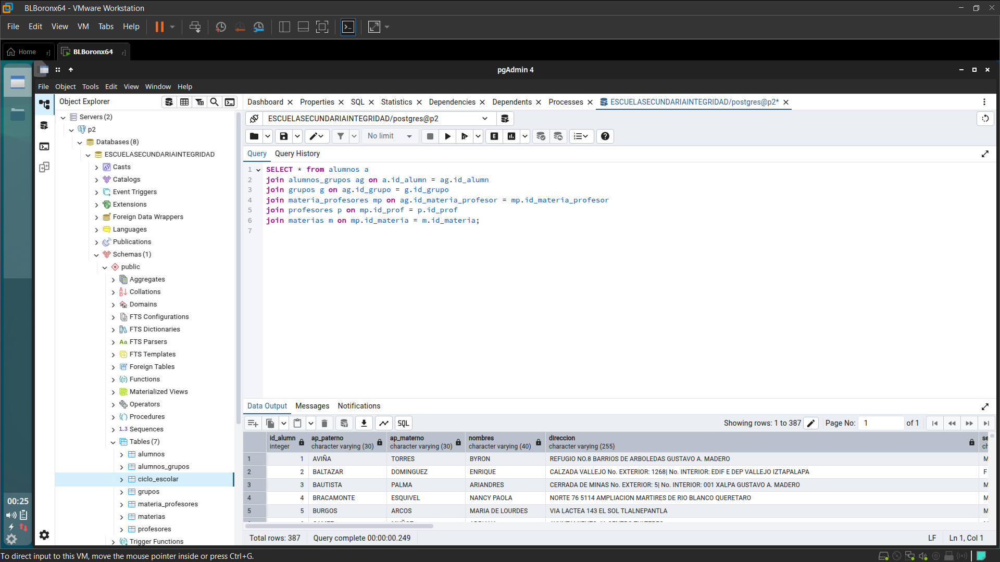 BLBoronx64 - VMware Workstation
File Edit View VM Tabs Help
Home BLBoronx64
pgAdmin 4
File Object Tools Edit View Window Help
Object Explorer
Servers (2)
p2
Databases (8)
ESCUELASECUNDARIAINTEGRIDAD
Casts
Catalogs
Event Triggers
Extensions
Foreign Data Wrappers
Languages
Publications
Schemas (1)
public
Aggregates
Collations
Domains
FTS Configurations
FTS Dictionaries
Aa FTS Parsers
FTS Templates
Foreign Tables
Functions
Materialized Views
Operators
Procedures
1..3 Sequences
Tables (7)
alumnos
alumnos_grupos
ciclo_escolar
grupos
materia_profesores
materias
profesores
Trigger Functions
00:25
Dashboard Properties SQL Statistics Dependencies Dependents Processes ESCUELASECUNDARIAINTEGRIDAD/postgres@p2*
ESCUELASECUNDARIAINTEGRIDAD/postgres@p2
No limit E
Query Query History
1 SELECT * from alumnos a
2 join alumnos_grupos ag on a.id_alumn = ag.id_alumn
3 join grupos g on ag.id_grupo = g.id_grupo
4 join materia_profesores mp on ag.id_materia_profesor = mp.id_materia_profesor
5 join profesores p on mp.id_prof = p.id_prof
6 join materias m on mp.id_materia = m.id_materia;
7
Data Output Messages Notifications
SQL Showing rows: 1 to 387 Page No: 1 of 1
id_alumn ap_paterno ap_materno nombres direccion se
integer character varying (30) character varying (30) character varying (40) character varying (255) ch
1 1 AVIÑA TORRES BYRON REFUGIO NO.8 BARRIOS DE ARBOLEDAS GUSTAVO A. MADERO M
2 2 BALTAZAR DOMINGUEZ ENRIQUE CALZADA VALLEJO No. EXTERIOR: 1268| No. INTERIOR: EDIF E DEP VALLEJO IZTAPALAPA F
3 3 BAUTISTA PALMA ARIANDRES CERRADA DE MINAS No. EXTERIOR: 5| No. INTERIOR: 001 XALPA GUSTAVO A. MADERO M
4 4 BRACAMONTE ESQUIVEL NANCY PAOLA NORTE 76 5114 AMPLIACION MARTIRES DE RIO BLANCO QUERETARO M
5 5 BURGOS ARCOS MARIA DE LOURDES VIA LACTEA 143 EL SOL TLALNEPANTLA M
Total rows: 387 Query complete 00:00:00.249 LF Ln 1, Col 1
To direct input to this VM, move the mouse pointer inside or press Ctrl+G.